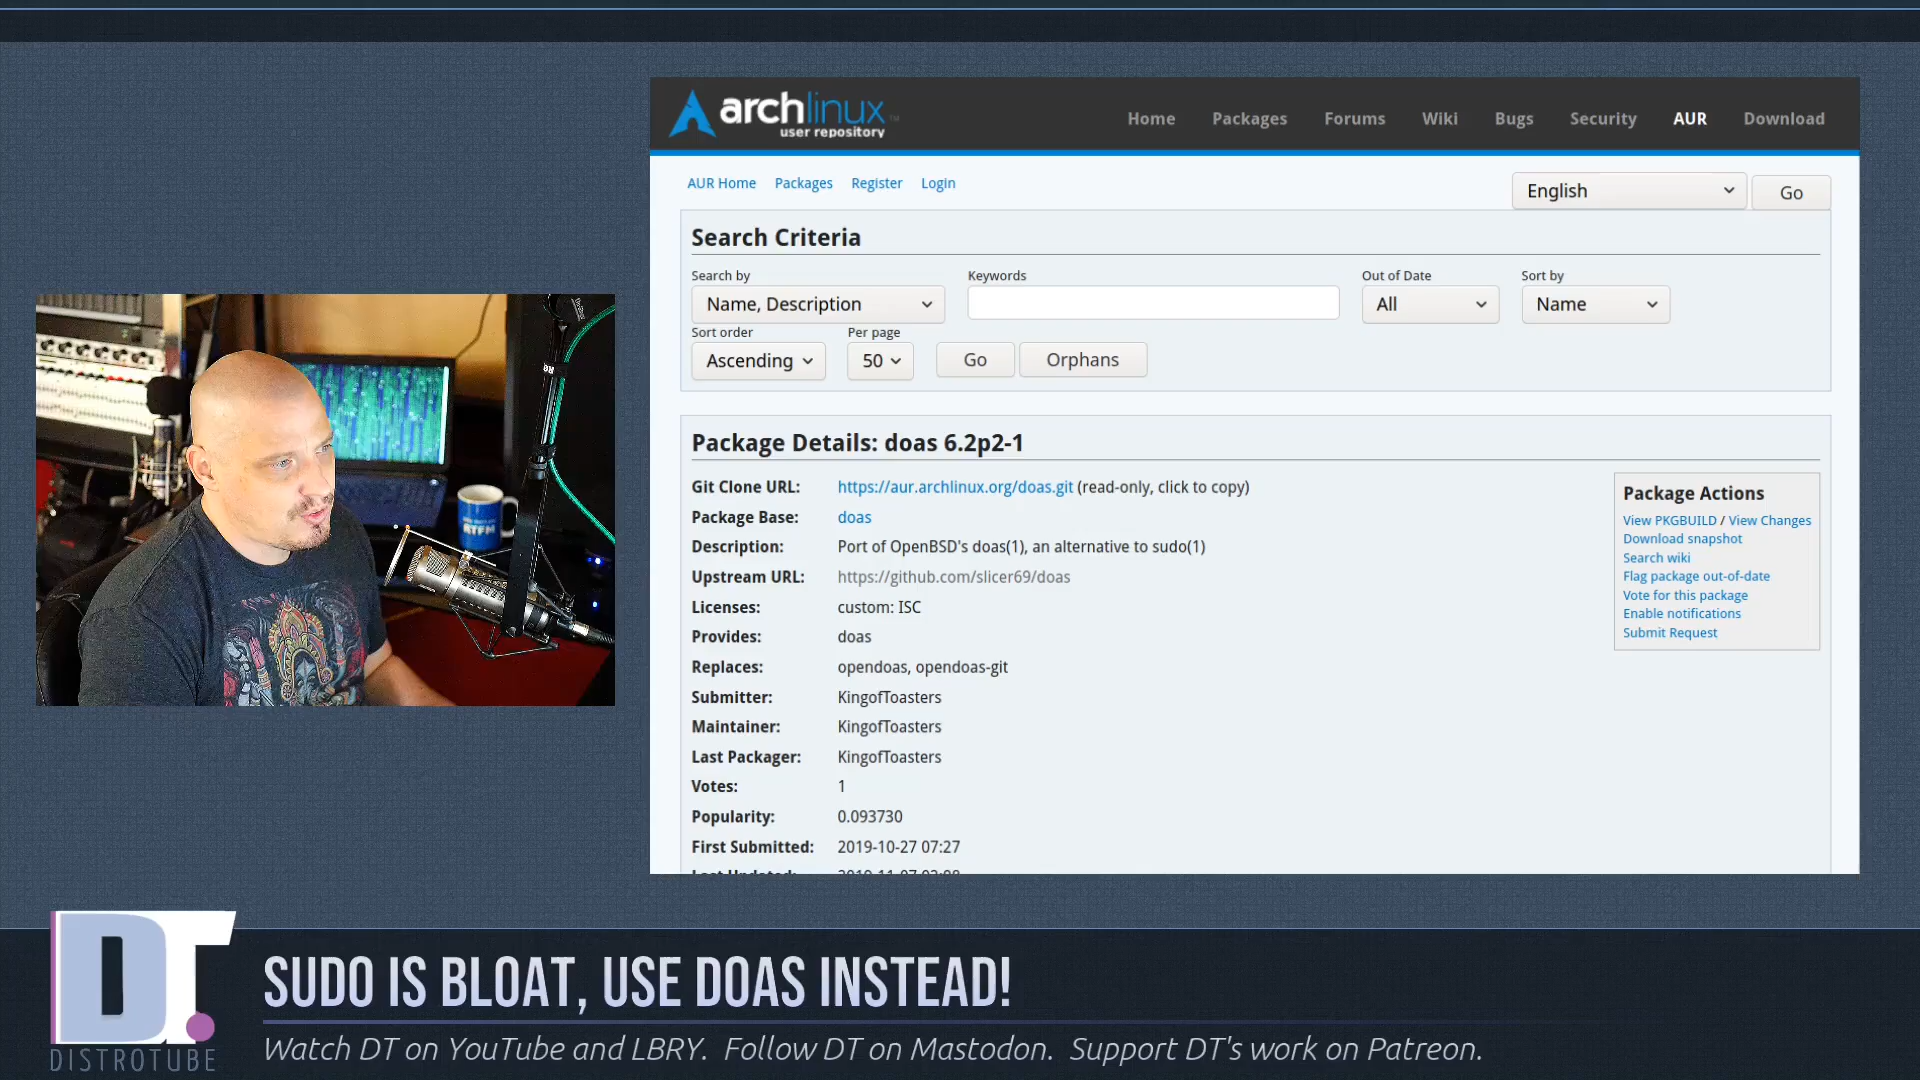 archlinux
user repository
Home Packages Forums Wiki Bugs Security AUR Download
AUR Home Packages Register Login
English Go
Search Criteria
Search by Keywords Out of Date Sort by
Name, Description All Name
Sort order Per page
Ascending 50 Go Orphans
Package Details: doas 6.2p2-1
Git Clone URL: https://aur.archlinux.org/doas.git (read-only, click to copy)
Package Base: doas
Description: Port of OpenBSD's doas(1), an alternative to sudo(1)
Upstream URL: https://github.com/slicer69/doas
Licenses: custom: ISC
Provides: doas
Replaces: opendoas, opendoas-git
Submitter: KingofToasters
Maintainer: KingofToasters
Last Packager: KingofToasters
Votes: 1
Popularity: 0.093730
First Submitted: 2019-10-27 07:27
Package Actions
View PKGBUILD / View Changes
Download snapshot
Search wiki
Flag package out-of-date
Vote for this package
Enable notifications
Submit Request
RTFM
DT
DISTROTUBE
SUDO IS BLOAT, USE DOAS INSTEAD!
Watch DT on YouTube and LBRY. Follow DT on Mastodon. Support DT's work on Patreon.